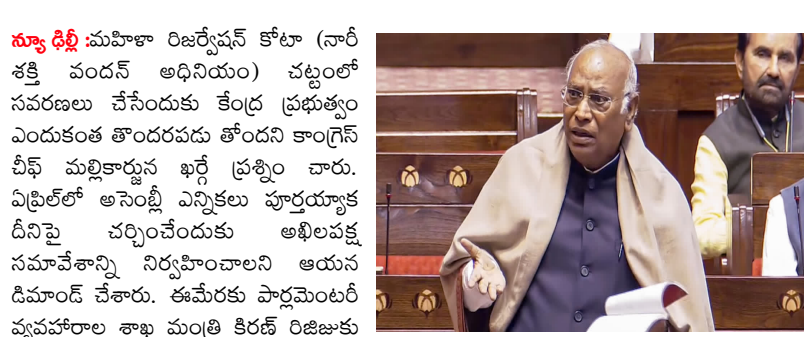 న్యూ ఢిల్లీ :మహిళా రిజర్వేషన్ కోటా (నారీ
శక్తి వందన్ అధినియం) చట్టంలో
సవరణలు చేసేందుకు కేంద్ర ప్రభుత్వం
ఎందుకంత తొందరపడు తోందని కాంగ్రెస్
చీఫ్ మల్లికార్జున ఖర్గే ప్రశ్నిం చారు.
ఏప్రిల్‌లో అసెంబ్లీ ఎన్నికలు పూర్తయ్యాక
దీనిపై చర్చించేందుకు అఖిలపక్ష
సమావేశాన్ని నిర్వహించాలని ఆయన
డిమాండ్ చేశారు. ఈమేరకు పార్లమెంటరీ
వ్యవహారాల శాఖ మంత్రి కిరణ్ రిజిజుకు